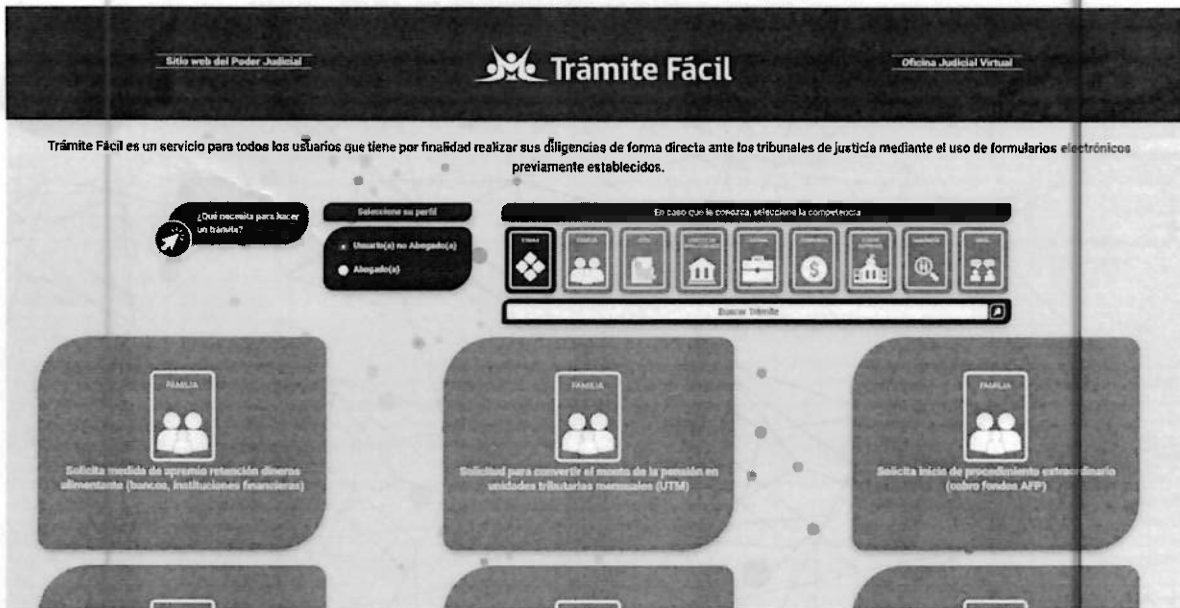 Sitio web del Poder Judicial
Trámite Fácil
Oficina Judicial Virtual
Trámite Fácil es un servicio para todos los usuarios que tiene por finalidad realizar sus diligencias de forma directa ante los tribunales de justicia mediante el uso de formularios electrónicos
previamente establecidos.
¿Qué necesita para hacer
un trámite?
Seleccione su perfil
Usuario(a) no Abogado(a)
Abogado(a)
En caso que la conozca, seleccione la competencia
Buscar Trámite
FAMILIA
Solicita medida de apremio retención dineros
alimentante (bancos, instituciones financieras)
FAMILIA
Solicitud para convertir el monto de la pensión en
unidades tributarias mensuales (UTM)
FAMILIA
Solicita inicio de procedimiento extraordinario
(cobro fondos AFP)